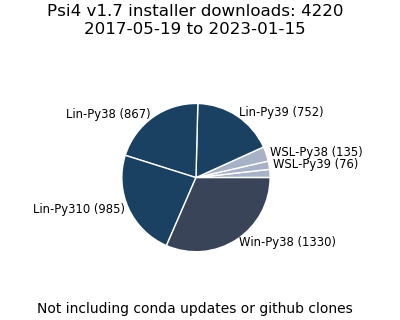 Psi4 v1.7 installer downloads: 4220
2017-05-19 to 2023-01-15
Lin-Py38 (867)
Lin-Py39 (752)
WSL-Py38 (135)
WSL-Py39 (76)
Lin-Py310 (985)
Win-Py38 (1330)
Not including conda updates or github clones